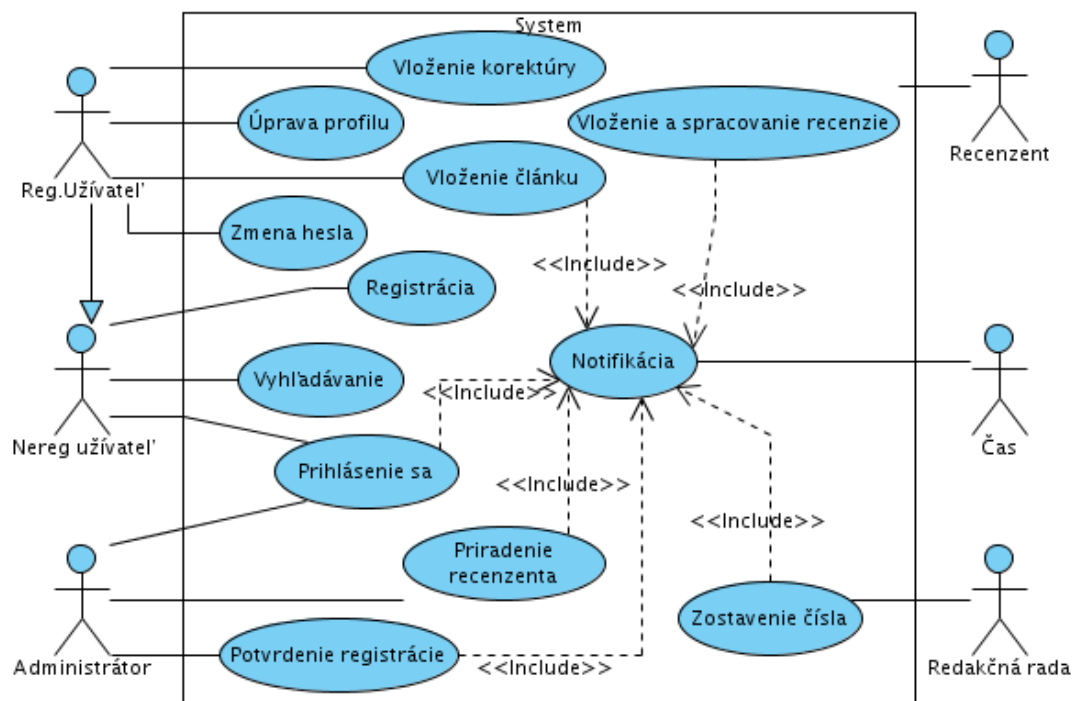 System
Vloženie korektúry
Úprava profilu
Vloženie a spracovanie recenzie
Reg.Užívateľ
Recenzent
Vloženie článku
Zmena hesla
<<Include>>
<<Include>>
Registrácia
Notifikácia
Vyhľadávanie
<<Include>>
Nereg užívateľ
Čas
Prihlásenie sa
<<Include>>
<<Include>>
Priradenie
recenzenta
Zostavenie čísla
Potvrdenie registrácie
<<Include>>
Administrátor
Redakčná rada